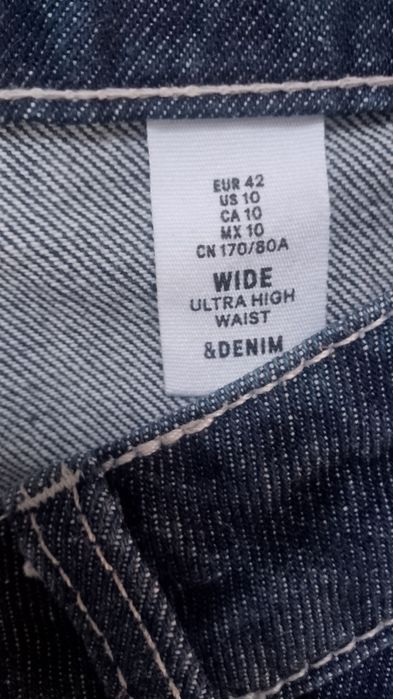 EUR 42
US 10
CA 10
MX 10
CN 170/80A
WIDE
ULTRA HIGH
WAIST
&DENIM